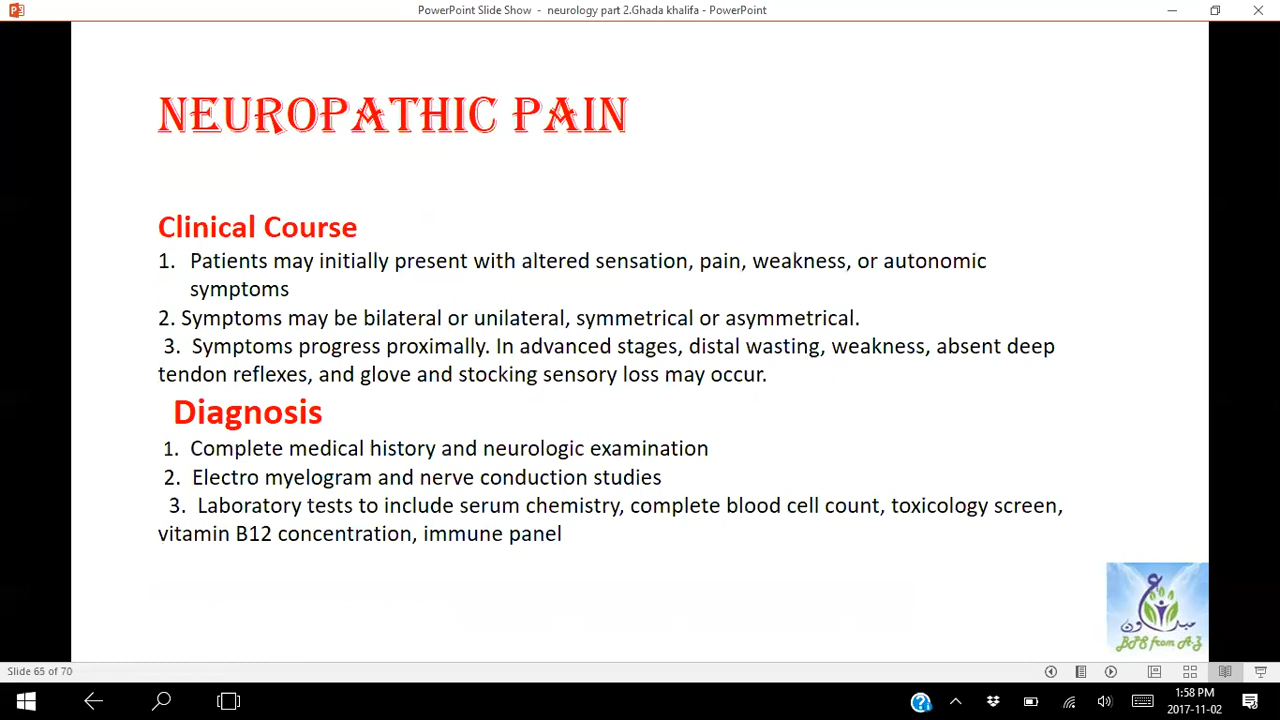 PowerPoint Slide Show - neurology part 2.Ghada khalifa - PowerPoint
NEUROPATHIC PAIN
Clinical Course
1. Patients may initially present with altered sensation, pain, weakness, or autonomic
symptoms
2. Symptoms may be bilateral or unilateral, symmetrical or asymmetrical.
3. Symptoms progress proximally. In advanced stages, distal wasting, weakness, absent deep
tendon reflexes, and glove and stocking sensory loss may occur.
Diagnosis
1. Complete medical history and neurologic examination
2. Electro myelogram and nerve conduction studies
3. Laboratory tests to include serum chemistry, complete blood cell count, toxicology screen,
vitamin B12 concentration, immune panel
مبدعون
BPS from A-Z
Slide 65 of 70
1:58 PM
2017-11-02